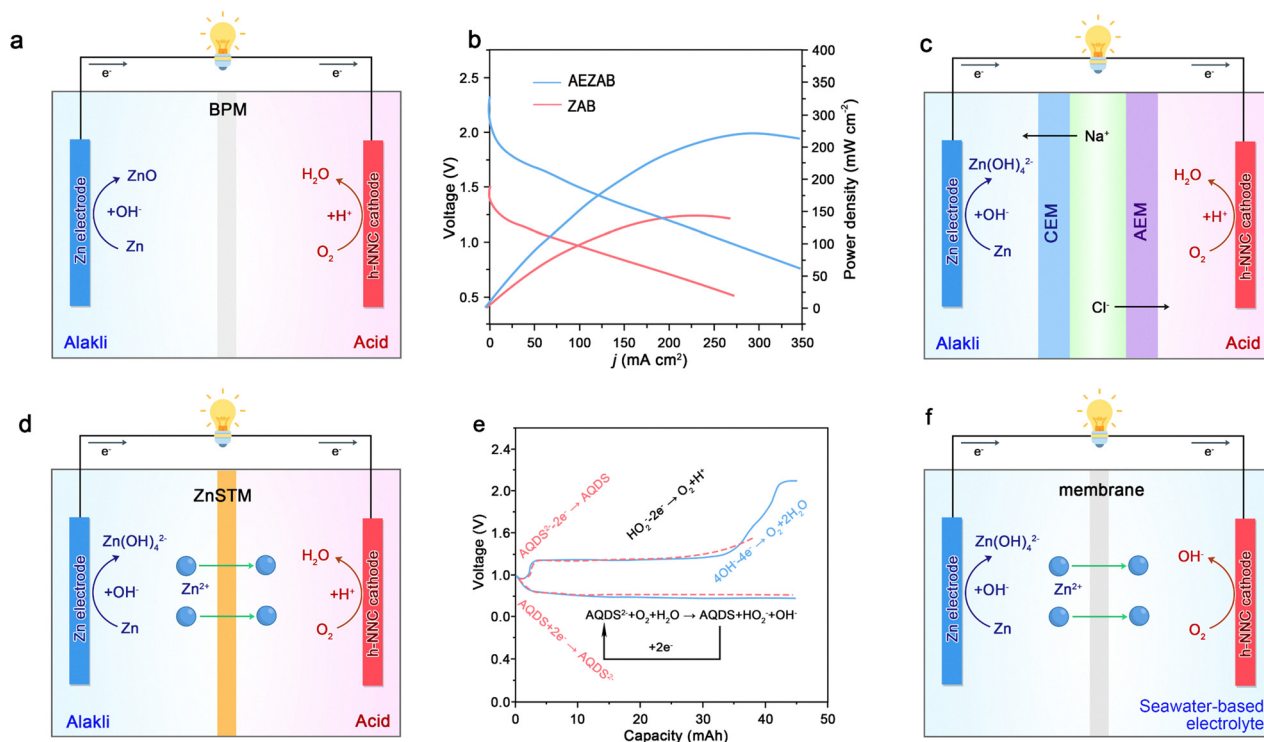 a
e-
e-
BPM
Zn electrode
ZnO
+OH-
Zn
H2O
+H+
O2
h-NNC cathode
Alakli
Acid
b
AEZAB
ZAB
Voltage (V)
2.5
2.0
1.5
1.0
0.5
Power density (mW cm-2)
400
350
300
250
200
150
100
50
0
0 50 100 150 200 250 300 350
j (mA cm2)
c
e-
e-
Zn electrode
Zn(OH)4 2-
+OH-
Zn
Na+
CEM
AEM
Cl-
H2O
+H+
O2
h-NNC cathode
Alakli
Acid
d
e-
e-
ZnSTM
Zn electrode
Zn(OH)4 2-
+OH-
Zn
Zn2+
H2O
+H+
O2
h-NNC cathode
Alakli
Acid
e
Voltage (V)
2.4
2.0
1.6
1.0
0.0
0.4
2.0
AQDS2--2e- → AQDS
HO2--2e- → O2+H+
4OH-4e- → O2+2H2O
AQDS2-+O2+H2O → AQDS+HO2-+OH-
+2e-
AQDS+2e- → AQDS2-
0 10 20 30 40 50
Capacity (mAh)
f
e-
e-
membrane
Zn electrode
Zn(OH)4 2-
+OH-
Zn
Zn2+
OH-
O2
h-NNC cathode
Seawater-based
electrolyte